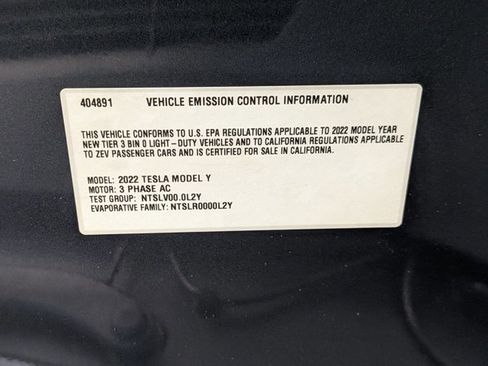 404891 VEHICLE EMISSION CONTROL INFORMATION
THIS VEHICLE CONFORMS TO U.S. EPA REGULATIONS APPLICABLE TO 2022 MODEL YEAR
NEW TIER 3 BIN 0 LIGHT-DUTY VEHICLES AND TO CALIFORNIA REGULATIONS APPLICABLE
TO ZEV PASSENGER CARS AND IS CERTIFIED FOR SALE IN CALIFORNIA.
MODEL: 2022 TESLA MODEL Y
MOTOR: 3 PHASE AC
TEST GROUP: NTSLV00.0L2Y
EVAPORATIVE FAMILY: NTSLR0000L2Y